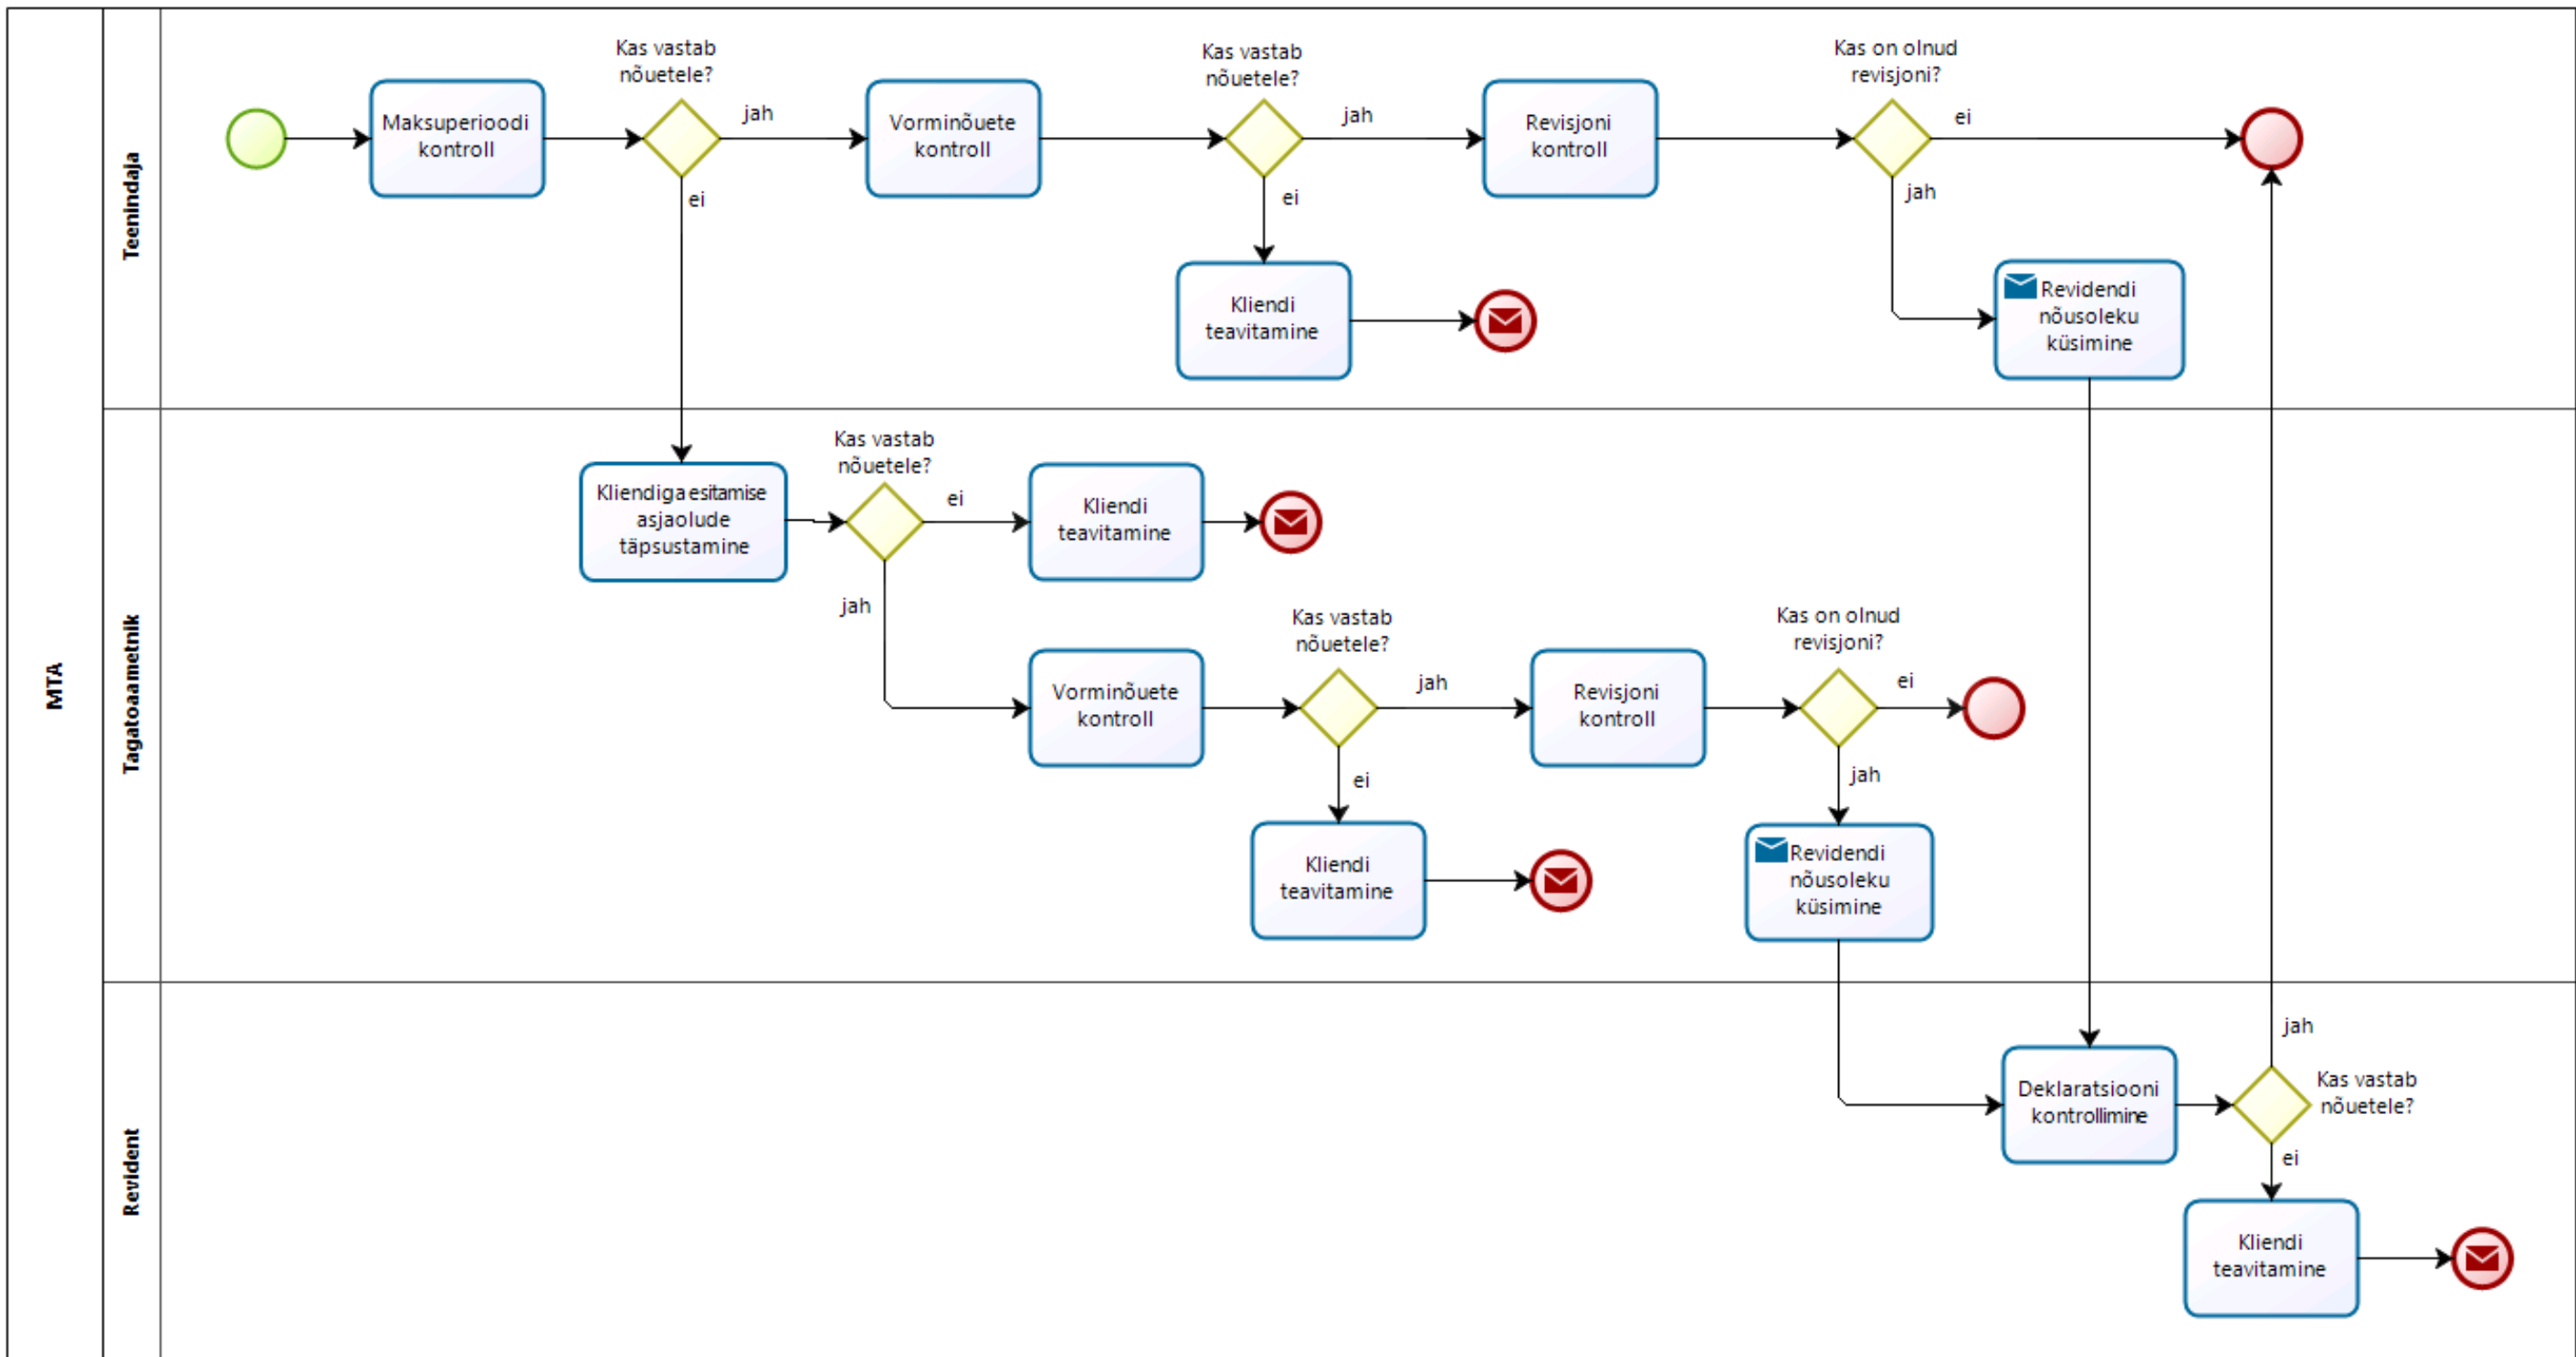 MTA
Teenindaja
Kas vastab
nõuetele?
Maksuperioodi
kontroll
jah
ei
Vorminõuete
kontroll
Kas vastab
nõuetele?
jah
ei
Kliendi
teavitamine
Revisjoni
kontroll
Kas on olnud
revisjoni?
ei
jah
Revidendi
nõusoleku
küsimine
Tagatoaametnik
Kliendiga esitamise
asjaolude
täpsustamine
Kas vastab
nõuetele?
ei
jah
Kliendi
teavitamine
Vorminõuete
kontroll
Kas vastab
nõuetele?
jah
ei
Kliendi
teavitamine
Revisjoni
kontroll
Kas on olnud
revisjoni?
ei
jah
Revidendi
nõusoleku
küsimine
Revident
Deklaratsiooni
kontrollimine
jah
Kas vastab
nõuetele?
ei
Kliendi
teavitamine